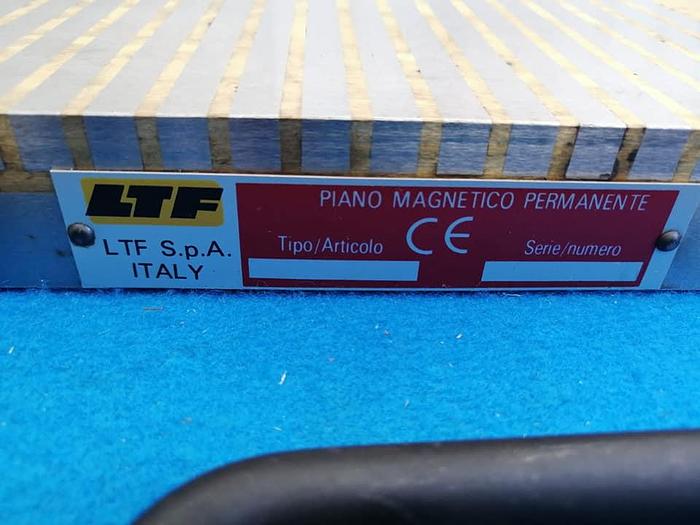 LTF
LTF S.p.A.
ITALY
PIANO MAGNETICO PERMANENTE
Tipo/Articolo CE Serie/numero